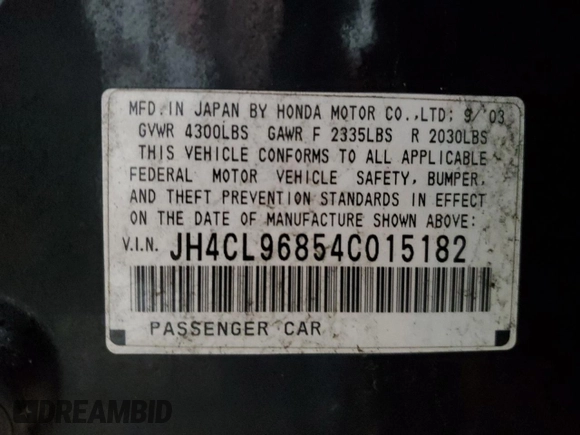 MFD. IN JAPAN BY HONDA MOTOR CO.,LTD: 9/'03
GVWR 4300LBS GAWR F 2335LBS R 2030LBS
THIS VEHICLE CONFORMS TO ALL APPLICABLE
FEDERAL MOTOR VEHICLE SAFETY, BUMPER,
AND THEFT PREVENTION STANDARDS IN EFFECT
ON THE DATE OF MANUFACTURE SHOWN ABOVE:
V.I.N. JH4CL96854C015182
PASSENGER CAR
DREAMBID